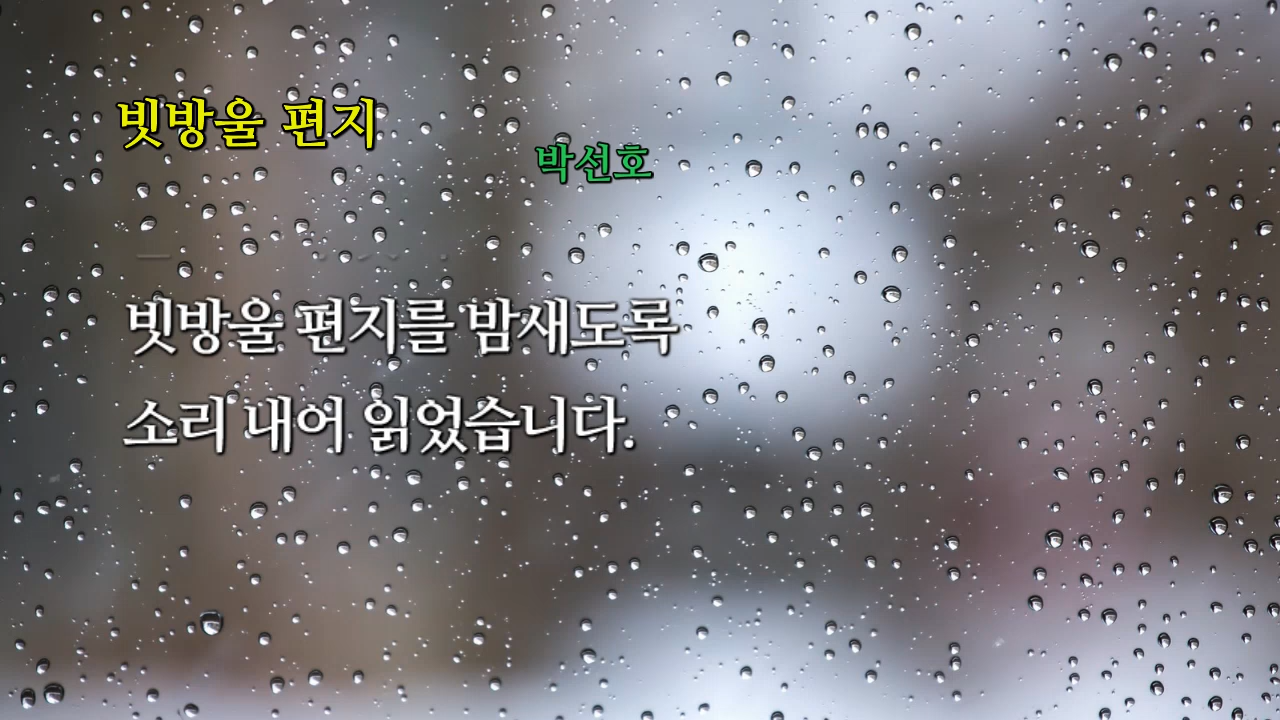 빗방울 편지
박선호
빗방울 편지를 밤새도록
소리 내어 읽었습니다.